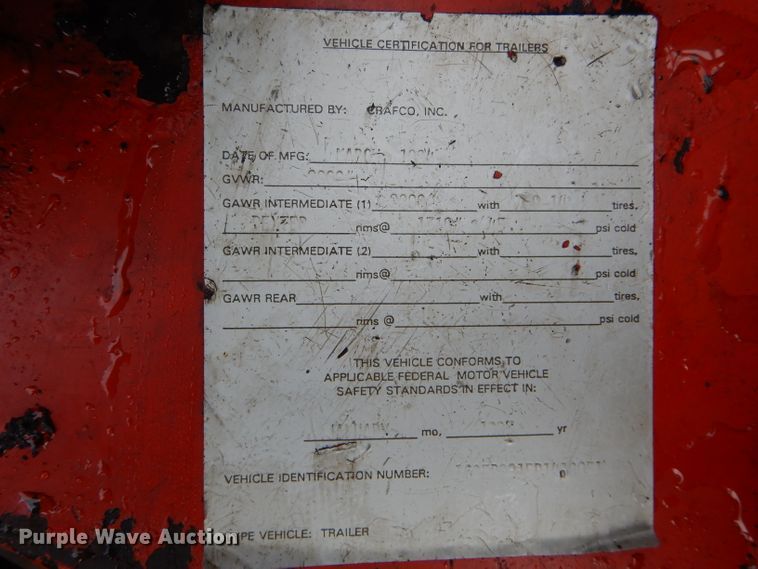 VEHICLE CERTIFICATION FOR TRAILERS
MANUFACTURED BY: CRAFCO, INC.
DATE OF MFG: MARCH
GVWR:
GAWR INTERMEDIATE (1) with tires,
rims@ psi cold
GAWR INTERMEDIATE (2) with tires,
rims@ psi cold
GAWR REAR with tires,
rims @ psi cold
THIS VEHICLE CONFORMS TO
APPLICABLE FEDERAL MOTOR VEHICLE
SAFETY STANDARDS IN EFFECT IN:
JANUARY mo, yr
VEHICLE IDENTIFICATION NUMBER:
TYPE VEHICLE: TRAILER
Purple Wave Auction